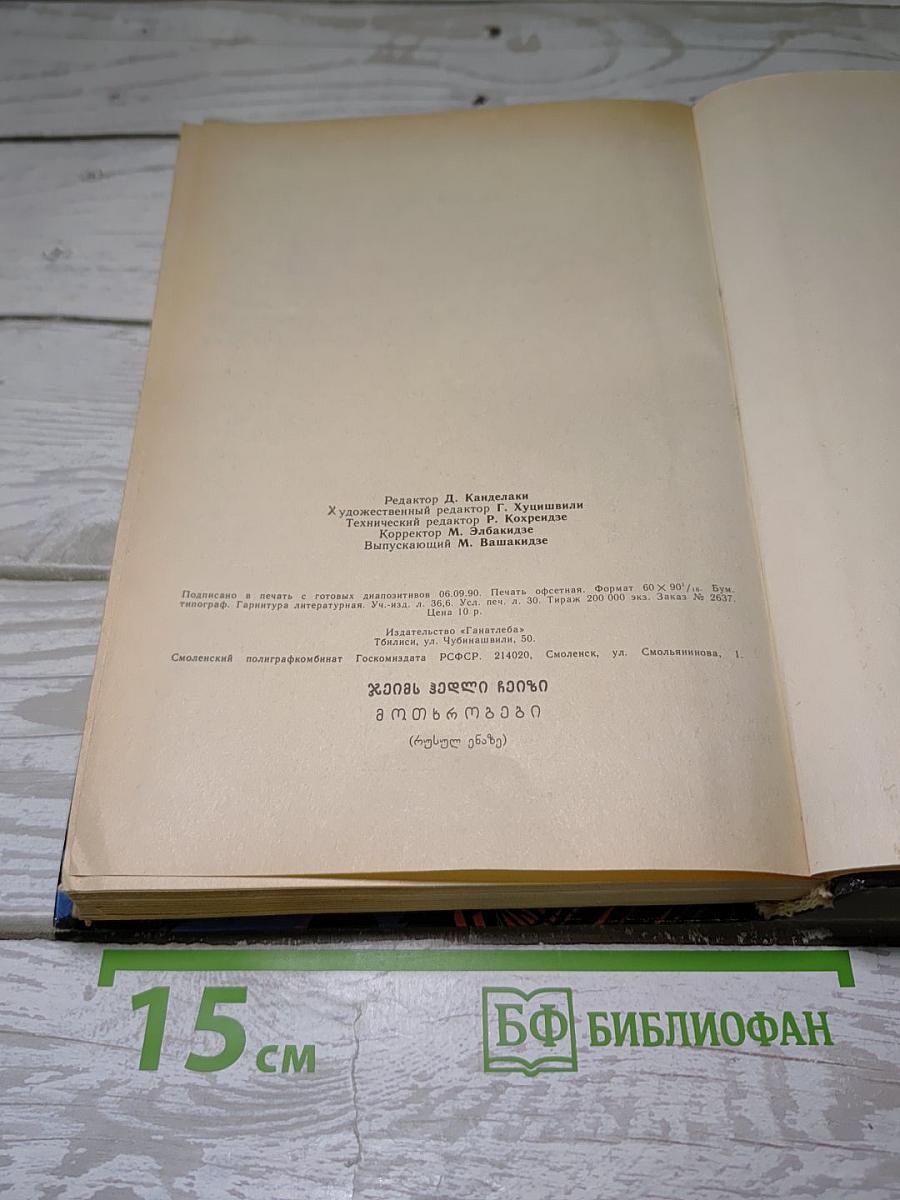 Редактор Д. Канделаки
Художественный редактор Г. Хуцишвили
Технический редактор Р. Кохреидзе
Корректор М. Элбакидзе
Выпускающий М. Вашакидзе
Подписано в печать с готовых диапозитивов 06.09.90. Печать офсетная. Формат 60×90¹/₁₆. Бум.
типограф. Гарнитура литературная. Уч.-изд. л. 36,6. Усл. печ. л. 30. Тираж 200 000 экз. Заказ № 2637.
Цена 10 р.
Издательство «Ганатлеба»
Тбилиси, ул. Чубинашвили, 50.
Смоленский полиграфкомбинат Госкомиздата РСФСР. 214020, Смоленск, ул. Смольянинова, 1.
ჯეიმს ჰედლი ჩეიზი
მოთხრობები
(რუსულ ენაზე)
15 см
БФ БИБЛИОФАН